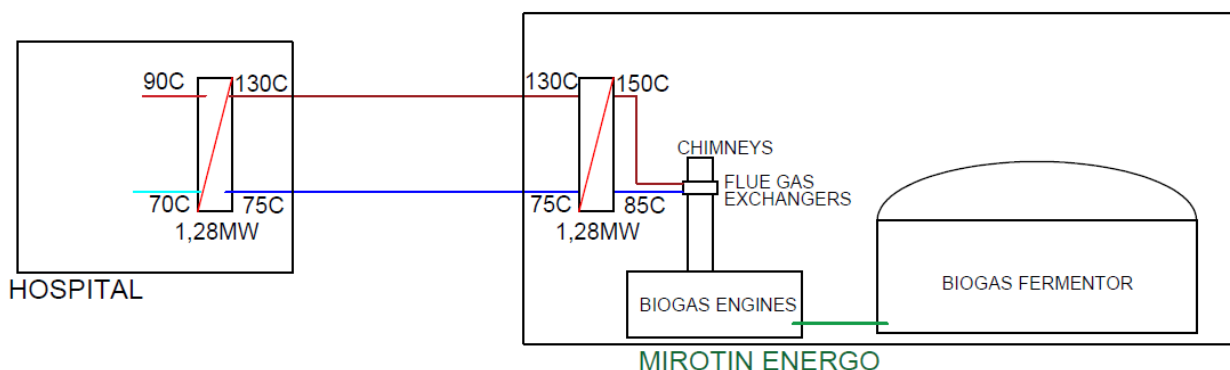 90C 130C
70C 75C
1,28MW
HOSPITAL
130C 150C
75C 85C
1,28MW
CHIMNEYS
FLUE GAS
EXCHANGERS
BIOGAS ENGINES
BIOGAS FERMENTOR
MIROTIN ENERGO